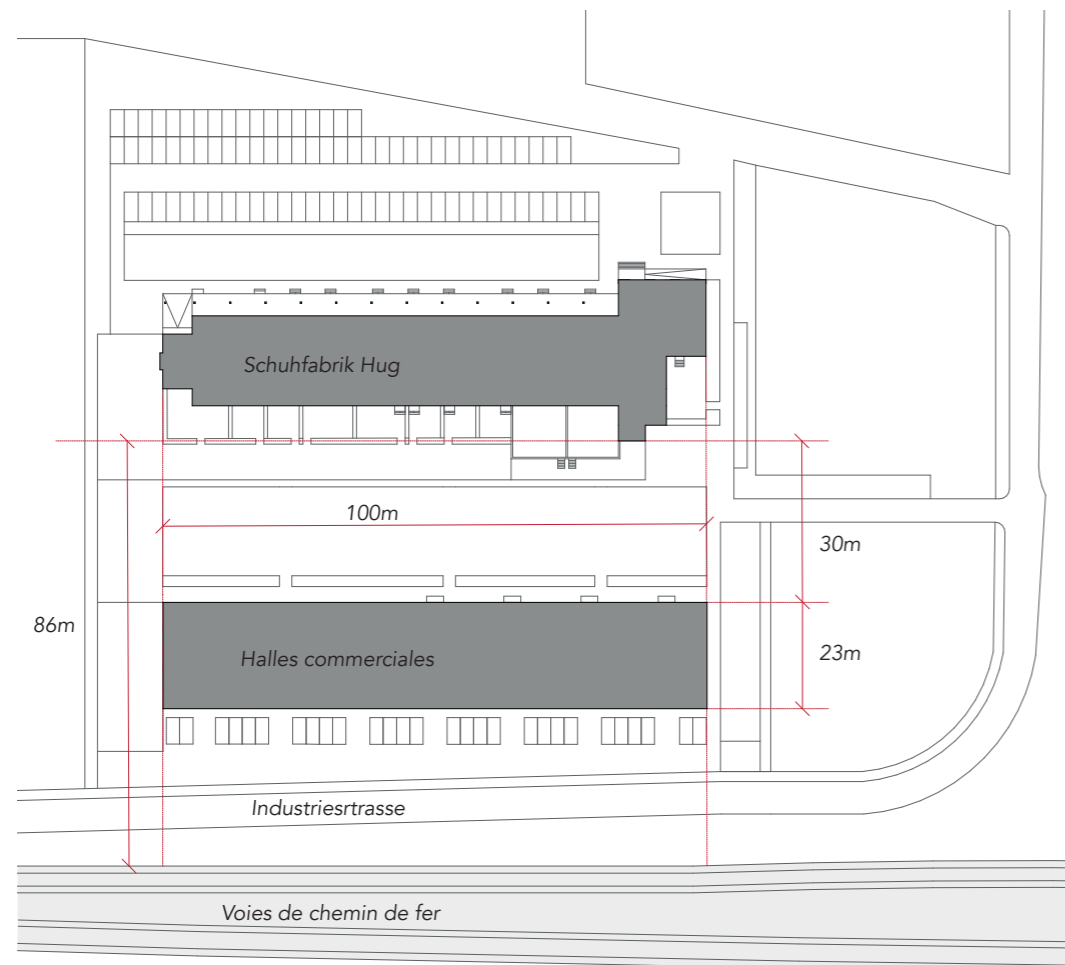 Schuhfabrik Hug
100m
30m
86m
23m
Halles commerciales
Industriesrtrasse
Voies de chemin de fer